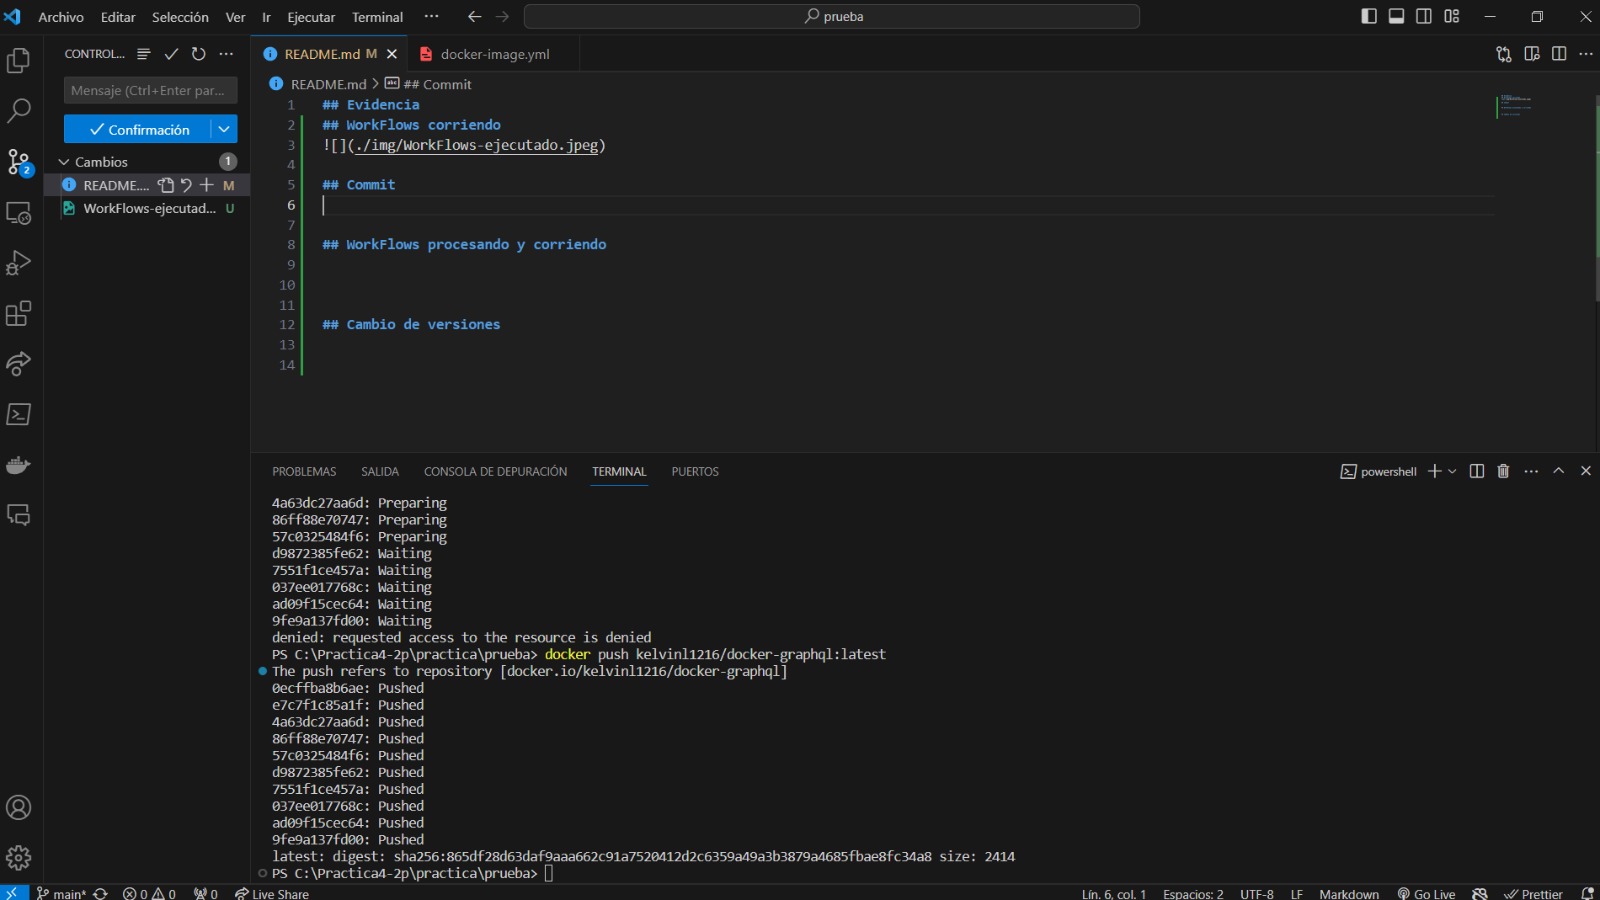 Archivo Editar Selección Ver Ir Ejecutar Terminal ··· prueba
CONTROL...
Mensaje (Ctrl+Enter par...
Confirmación
Cambios 1
README.... M
WorkFlows-ejecutad... U
2
README.md M docker-image.yml
README.md > ## Commit
1 ## Evidencia
2 ## WorkFlows corriendo
3 ![](./img/WorkFlows-ejecutado.jpeg)
4
5 ## Commit
6
7
8 ## WorkFlows procesando y corriendo
9
10
11
12 ## Cambio de versiones
13
14
PROBLEMAS SALIDA CONSOLA DE DEPURACIÓN TERMINAL PUERTOS powershell
4a63dc27aa6d: Preparing
86ff88e70747: Preparing
57c0325484f6: Preparing
d9872385fe62: Waiting
7551f1ce457a: Waiting
037ee017768c: Waiting
ad09f15cec64: Waiting
9fe9a137fd00: Waiting
denied: requested access to the resource is denied
PS C:\Practica4-2p\practica\prueba> docker push kelvinl1216/docker-graphql:latest
The push refers to repository [docker.io/kelvinl1216/docker-graphql]
0ecffba8b6ae: Pushed
e7c7f1c85a1f: Pushed
4a63dc27aa6d: Pushed
86ff88e70747: Pushed
57c0325484f6: Pushed
d9872385fe62: Pushed
7551f1ce457a: Pushed
037ee017768c: Pushed
ad09f15cec64: Pushed
9fe9a137fd00: Pushed
latest: digest: sha256:865df28d63daf9aaa662c91a7520412d2c6359a49a3b3879a4685fbae8fc34a8 size: 2414
PS C:\Practica4-2p\practica\prueba>
main* 0 0 0 Live Share Lín. 6, col. 1 Espacios: 2 UTF-8 LF Markdown Go Live Prettier